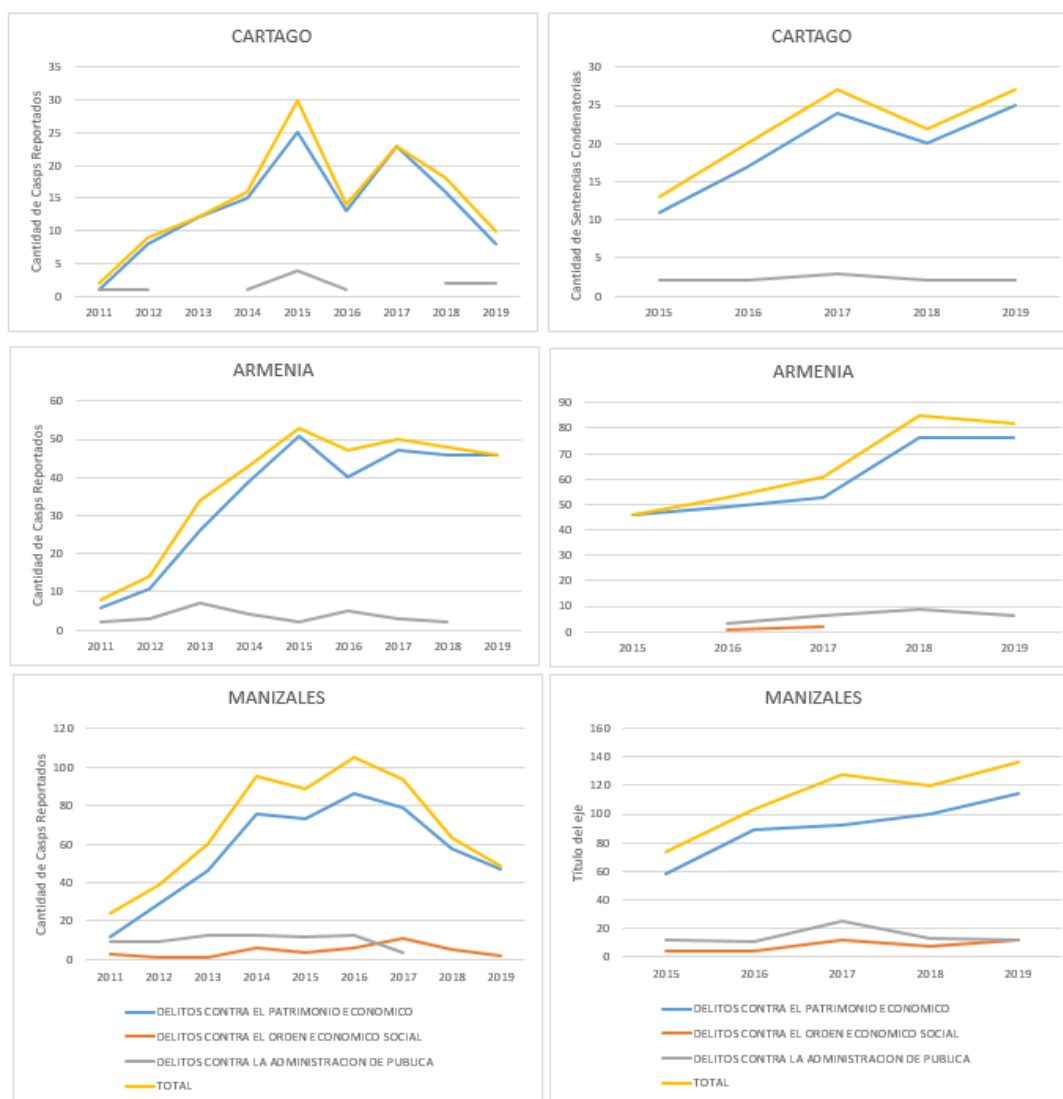 CARTAGO
Cantidad de Casps Reportados
35
30
25
20
15
10
5
0
2011 2012 2013 2014 2015 2016 2017 2018 2019
CARTAGO
Cantidad de Sentencias Condenatorias
30
25
20
15
10
5
0
2015 2016 2017 2018 2019
ARMENIA
Cantidad de Casps Reportados
60
50
40
30
20
10
0
2011 2012 2013 2014 2015 2016 2017 2018 2019
ARMENIA
90
80
70
60
50
40
30
20
10
0
2015 2016 2017 2018 2019
MANIZALES
Cantidad de Casps Reportados
120
100
80
60
40
20
0
2011 2012 2013 2014 2015 2016 2017 2018 2019
DELITOS CONTRA EL PATRIMONIO ECONOMICO
DELITOS CONTRA EL ORDEN ECONOMICO SOCIAL
DELITOS CONTRA LA ADMINISTRACION DE PUBLICA
TOTAL
MANIZALES
Título del eje
160
140
120
100
80
60
40
20
0
2015 2016 2017 2018 2019
DELITOS CONTRA EL PATRIMONIO ECONOMICO
DELITOS CONTRA EL ORDEN ECONOMICO SOCIAL
DELITOS CONTRA LA ADMINISTRACION DE PUBLICA
TOTAL